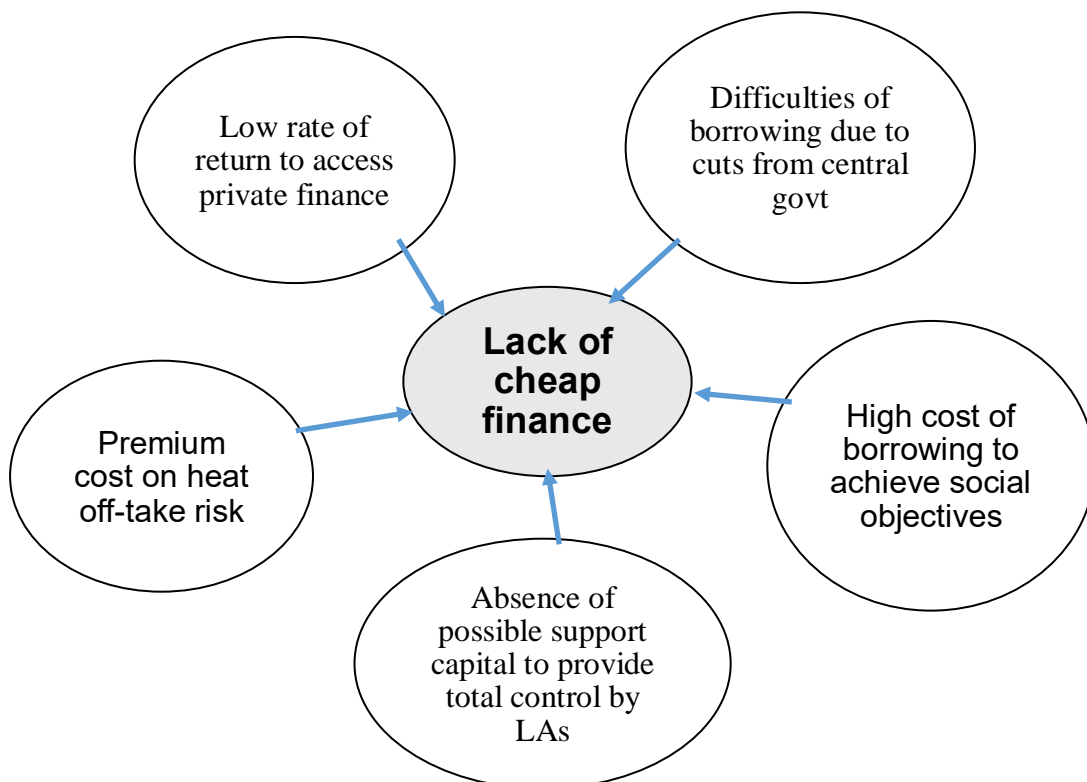 Low rate of
return to access
private finance
Difficulties of
borrowing due to
cuts from central
govt
Lack of
cheap
finance
Premium
cost on heat
off-take risk
High cost of
borrowing to
achieve social
objectives
Absence of
possible support
capital to provide
total control by
LAs